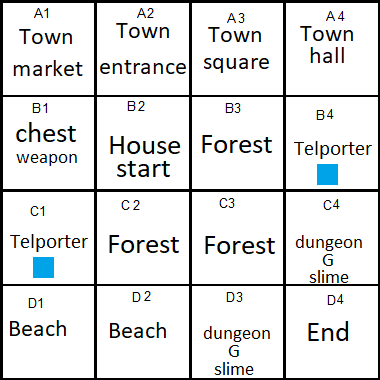 A1
Town
market
A2
Town
entrance
A3
Town
square
A4
Town
hall
B1
chest
weapon
B2
House
start
B3
Forest
B4
Telporter
C1
Telporter
C2
Forest
C3
Forest
C4
dungeon
G
slime
D1
Beach
D2
Beach
D3
dungeon
G
slime
D4
End